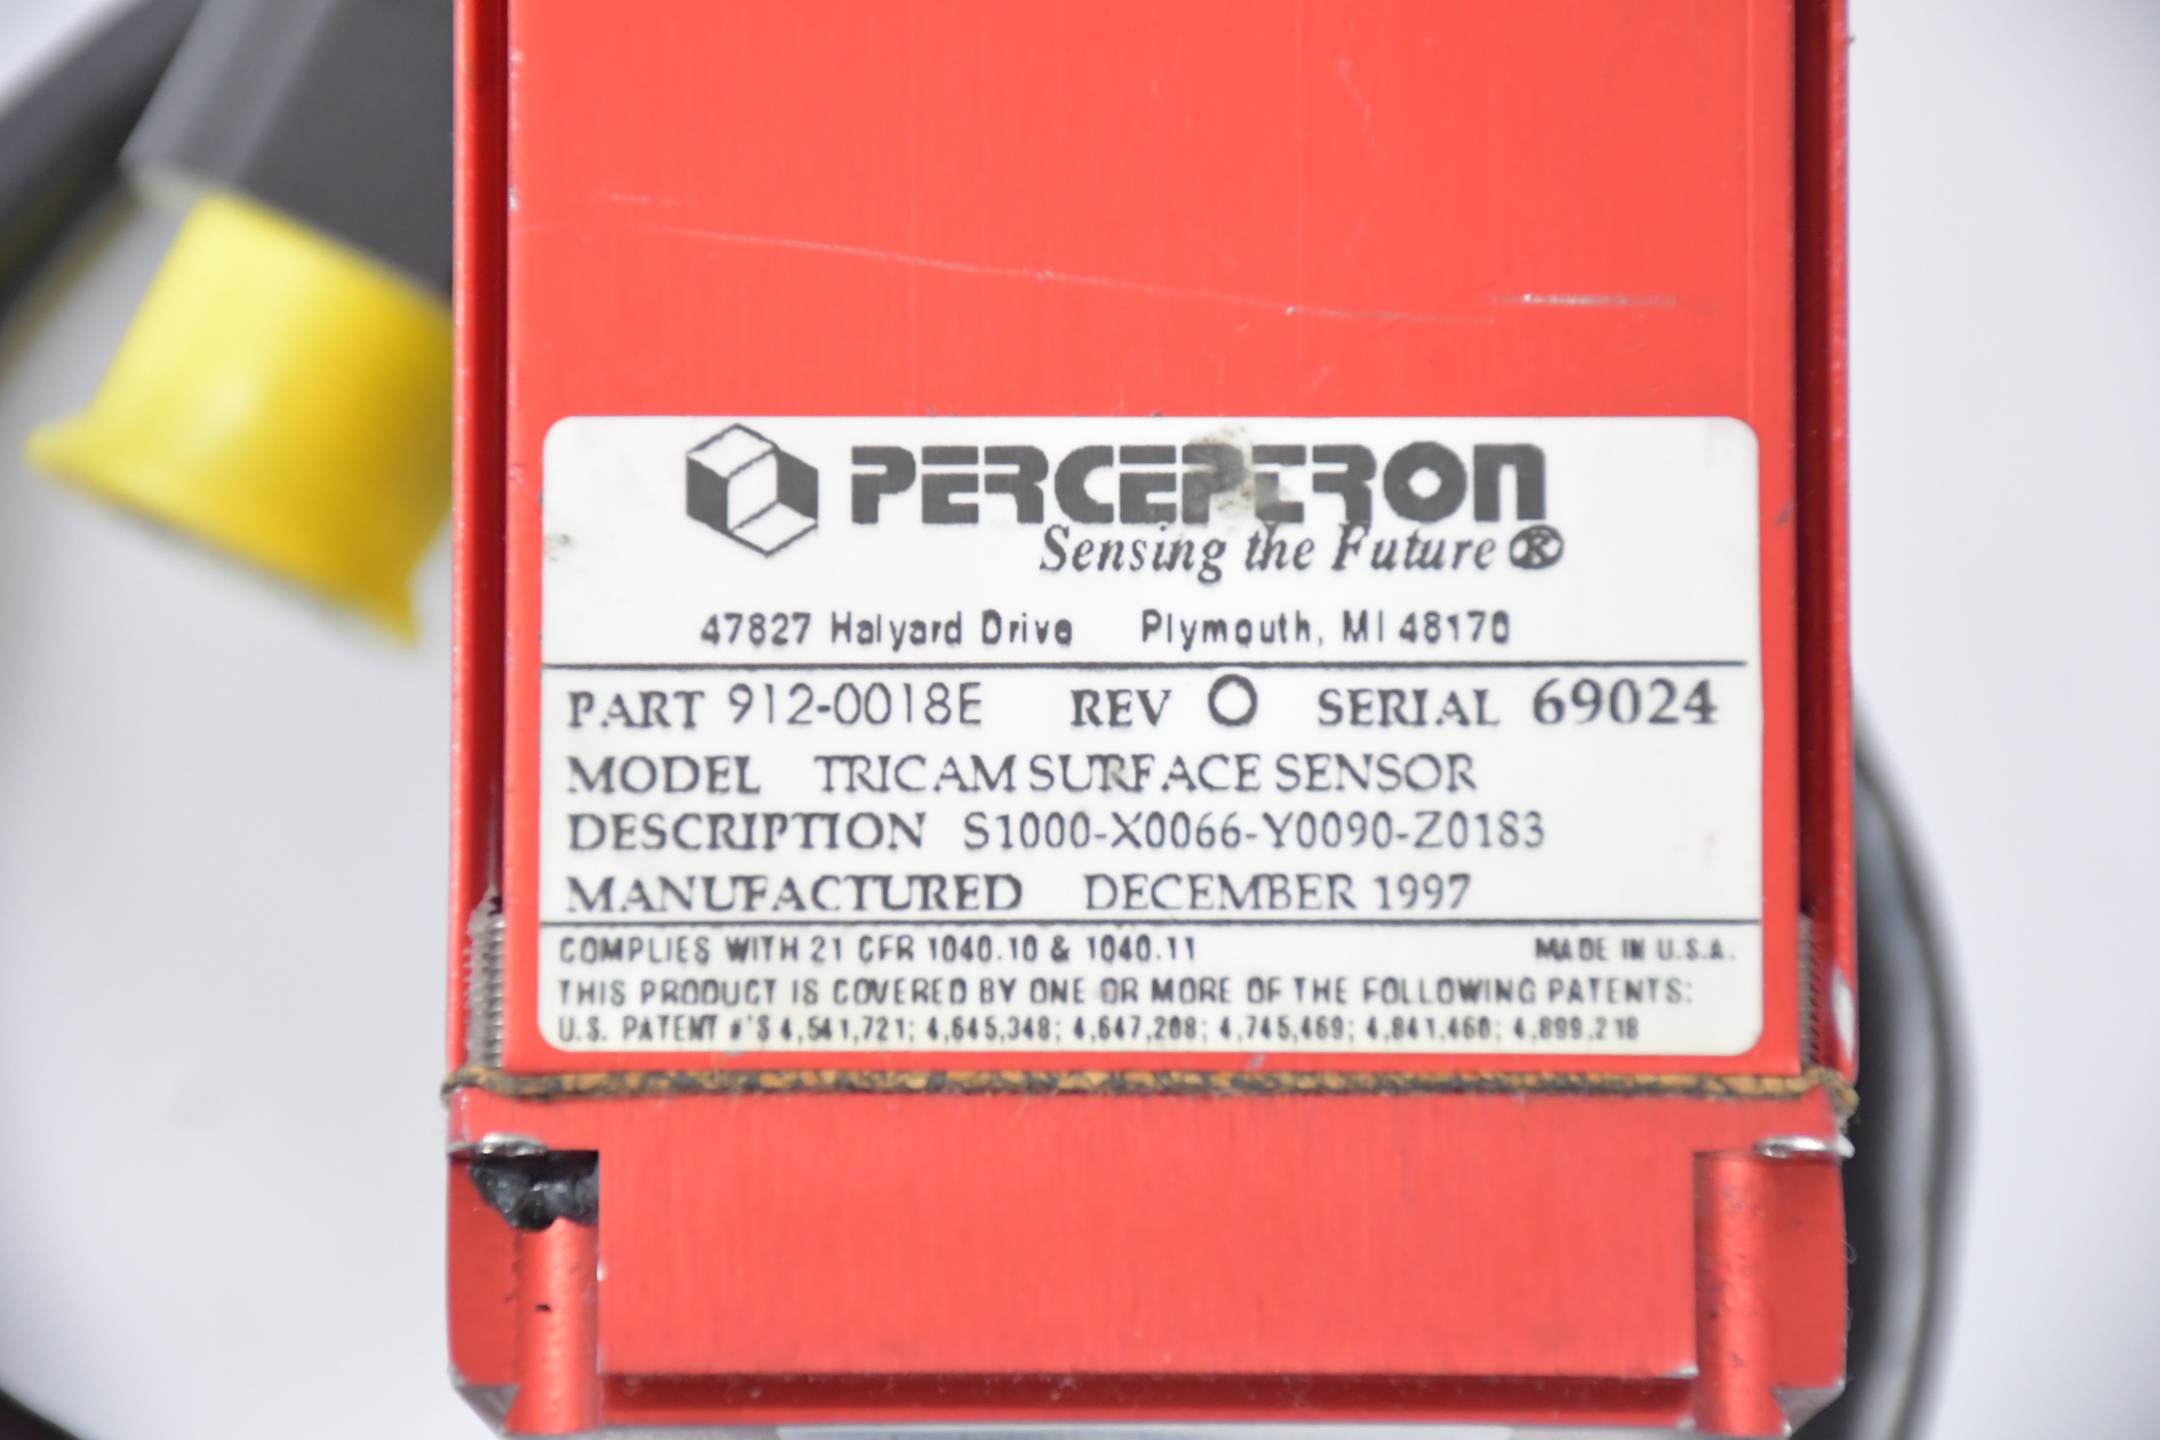 PERCEPTRON
Sensing the Future ®
47827 Halyard Drive Plymouth, MI 48170
PART 912-0018E REV O SERIAL 69024
MODEL TRICAM SURFACE SENSOR
DESCRIPTION S1000-X0066-Y0090-Z0183
MANUFACTURED DECEMBER 1997
COMPLIES WITH 21 CFR 1040.10 & 1040.11 MADE IN U.S.A.
THIS PRODUCT IS COVERED BY ONE OR MORE OF THE FOLLOWING PATENTS:
U.S. PATENT #'S 4,541,721; 4,645,348; 4,647,208; 4,745,469; 4,841,460; 4,899,218